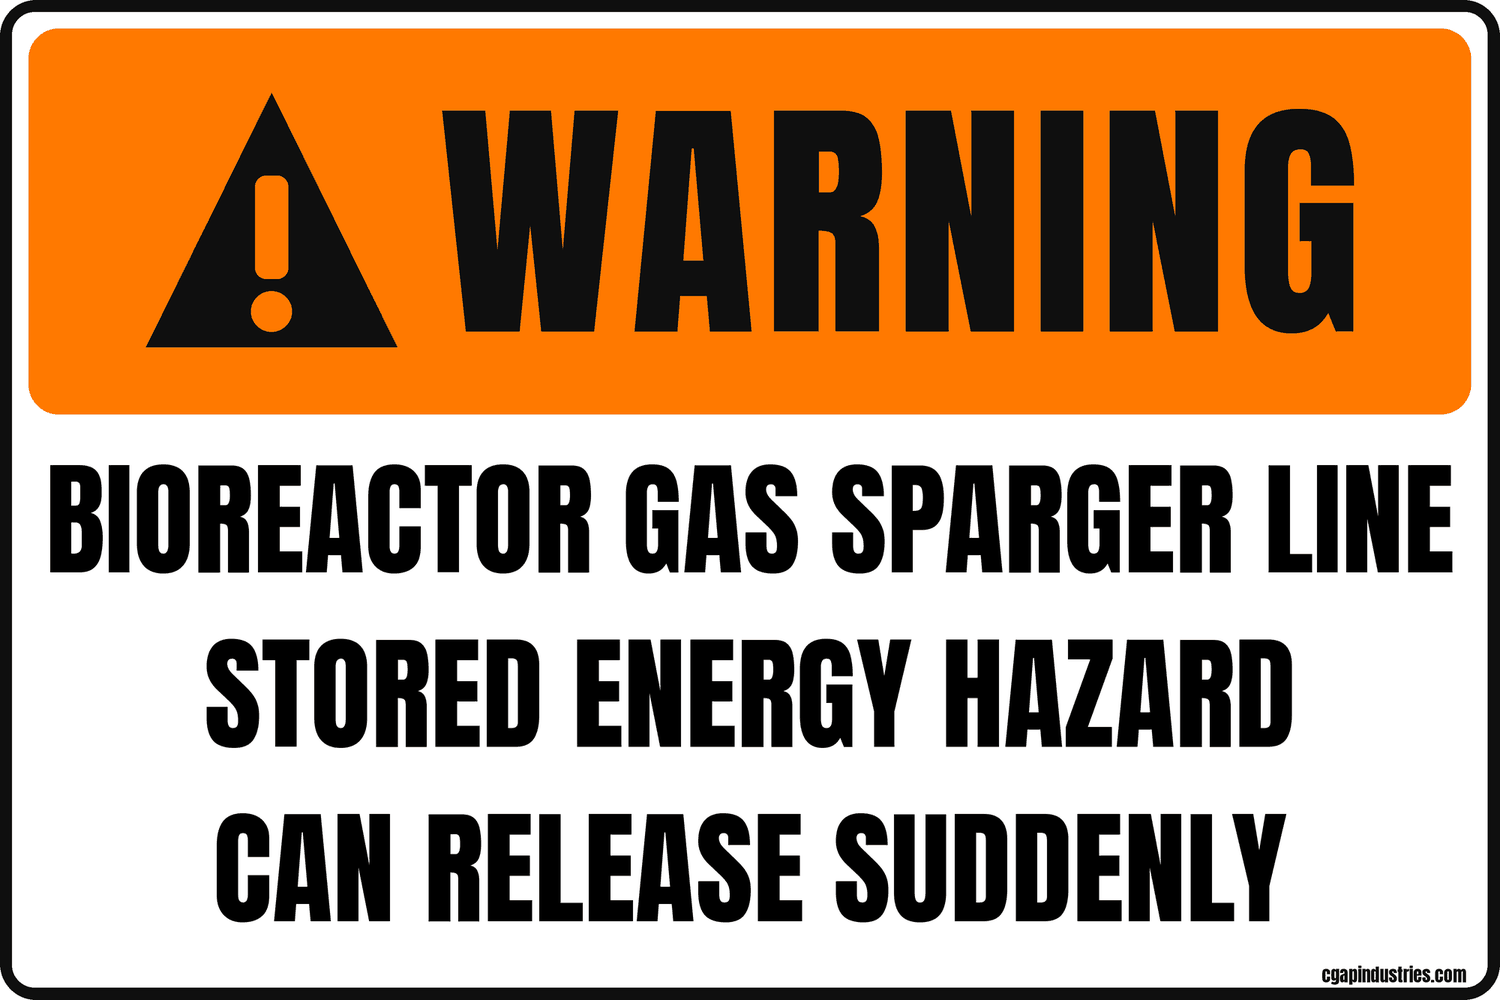 WARNING
BIOREACTOR GAS SPARGER LINE
STORED ENERGY HAZARD
CAN RELEASE SUDDENLY
cgapindustries.com